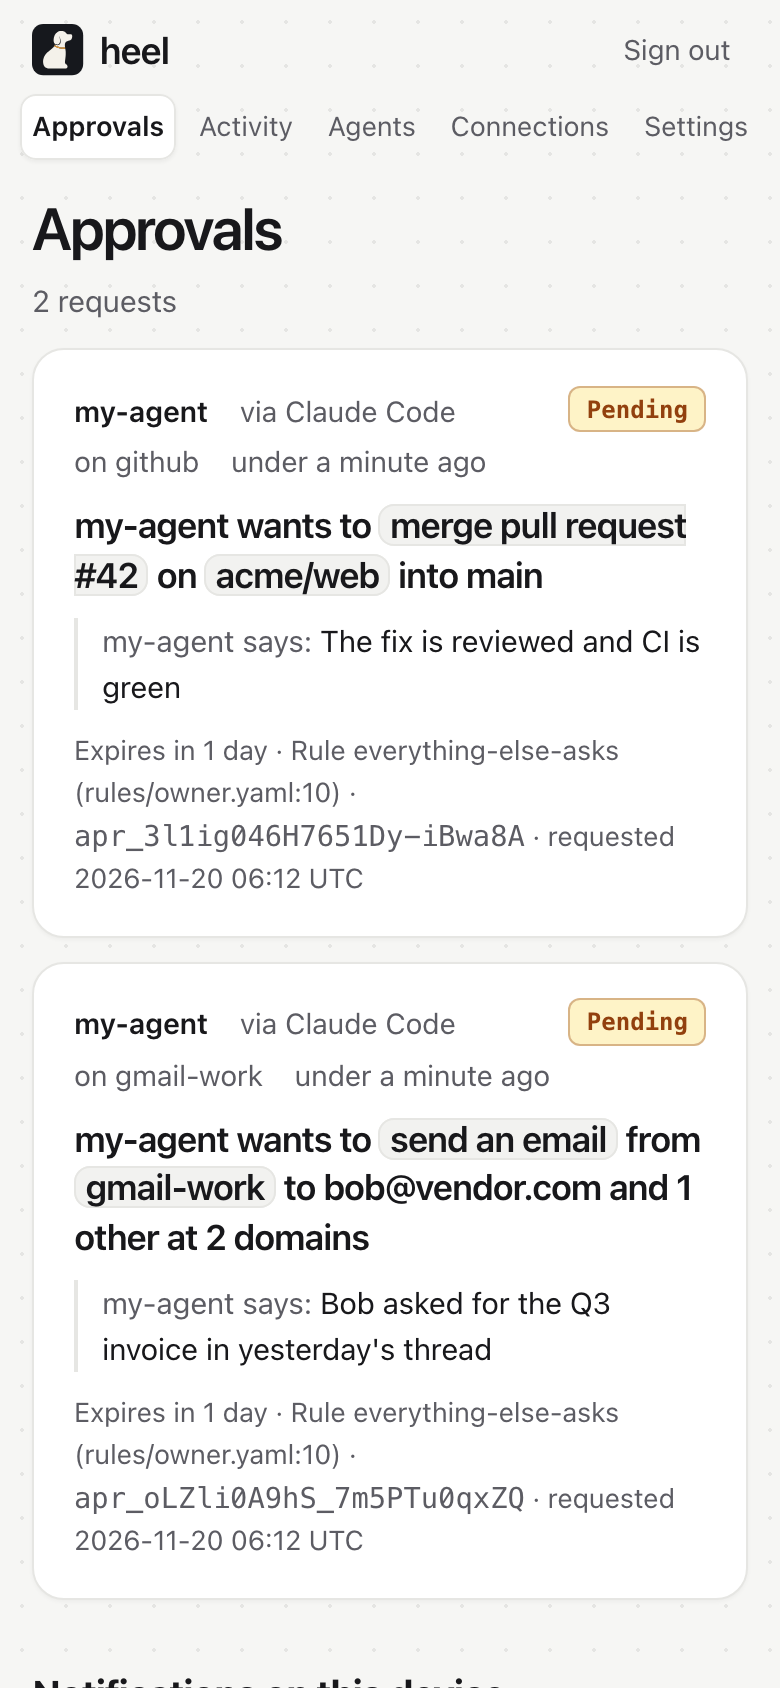 heel
Sign out
Approvals Activity Agents Connections Settings
Approvals
2 requests
my-agent via Claude Code Pending
on github under a minute ago
my-agent wants to merge pull request
#42 on acme/web into main
my-agent says: The fix is reviewed and CI is
green
Expires in 1 day · Rule everything-else-asks
(rules/owner.yaml:10) ·
apr_3l1ig046H7651Dy-iBwa8A · requested
2026-11-20 06:12 UTC
my-agent via Claude Code Pending
on gmail-work under a minute ago
my-agent wants to send an email from
gmail-work to bob@vendor.com and 1
other at 2 domains
my-agent says: Bob asked for the Q3
invoice in yesterday's thread
Expires in 1 day · Rule everything-else-asks
(rules/owner.yaml:10) ·
apr_oLZli0A9hS_7m5PTu0qxZQ · requested
2026-11-20 06:12 UTC
Notifications on this device